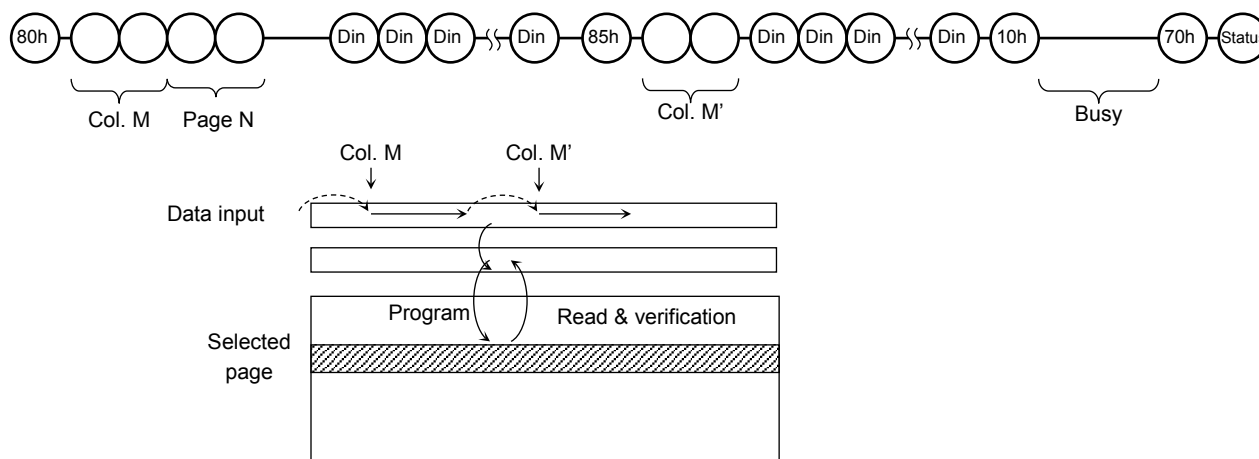 80h Din Din Din Din 85h Din Din Din Din 10h 70h Status
Col. M Page N Col. M’ Busy
Col. M Col. M’
Data input
Program Read & verification
Selected
page